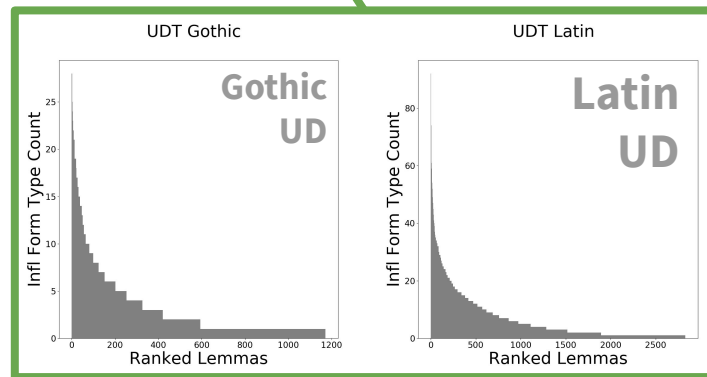 UDT Gothic
Gothic
UD
Infl Form Type Count
25
20
15
10
5
0
0 200 400 600 800 1000 1200
Ranked Lemmas
UDT Latin
Latin
UD
Infl Form Type Count
80
60
40
20
0
0 500 1000 1500 2000 2500
Ranked Lemmas